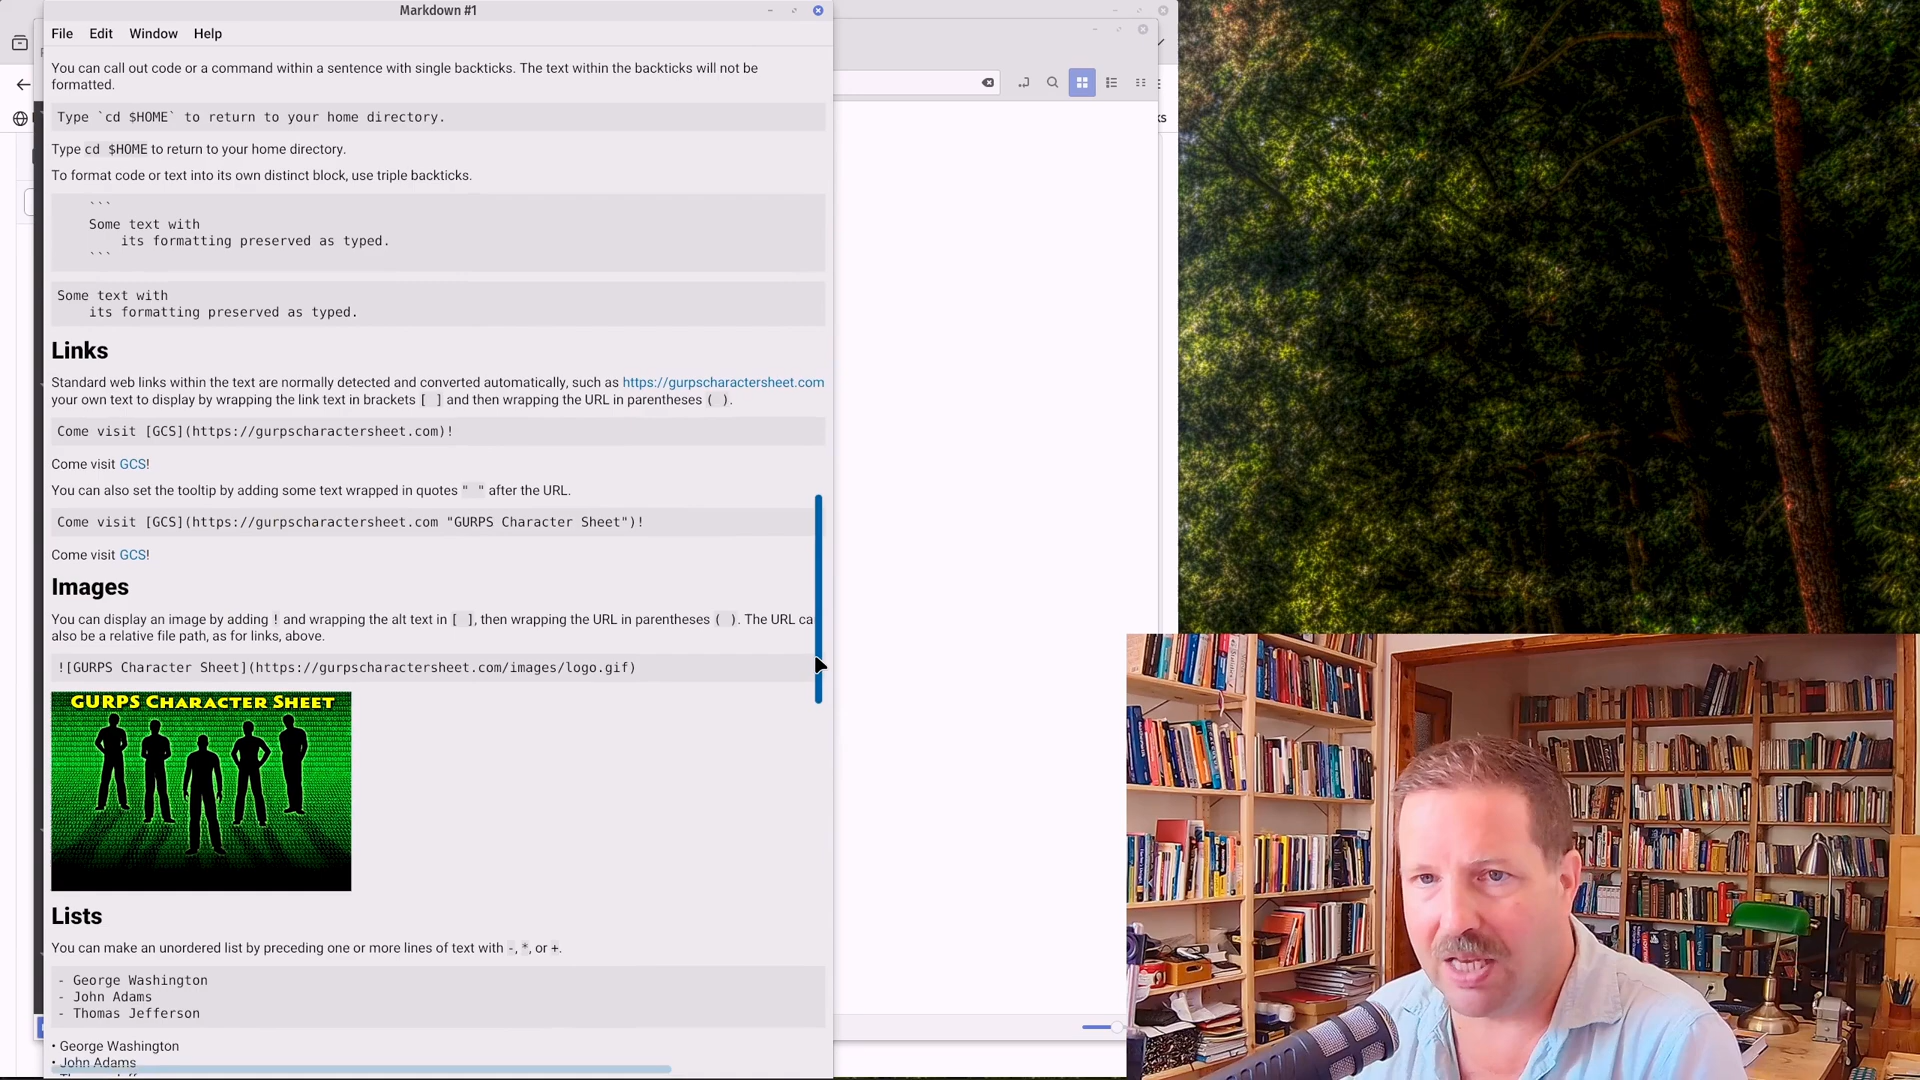 Markdown #1
File Edit Window Help
You can call out code or a command within a sentence with single backticks. The text within the backticks will not be
formatted.
Type `cd $HOME` to return to your home directory.
Type cd $HOME to return to your home directory.
To format code or text into its own distinct block, use triple backticks.
```
Some text with
its formatting preserved as typed.
```
Some text with
its formatting preserved as typed.
Links
Standard web links within the text are normally detected and converted automatically, such as https://gurpscharactersheet.com
your own text to display by wrapping the link text in brackets [ ] and then wrapping the URL in parentheses ( ).
Come visit [GCS](https://gurpscharactersheet.com)!
Come visit GCS!
You can also set the tooltip by adding some text wrapped in quotes " " after the URL.
Come visit [GCS](https://gurpscharactersheet.com "GURPS Character Sheet")!
Come visit GCS!
Images
You can display an image by adding ! and wrapping the alt text in [ ], then wrapping the URL in parentheses ( ). The URL ca
also be a relative file path, as for links, above.
![GURPS Character Sheet](https://gurpscharactersheet.com/images/logo.gif)
GURPS CHARACTER SHEET
Lists
You can make an unordered list by preceding one or more lines of text with -, *, or +.
- George Washington
- John Adams
- Thomas Jefferson
• George Washington
• John Adams